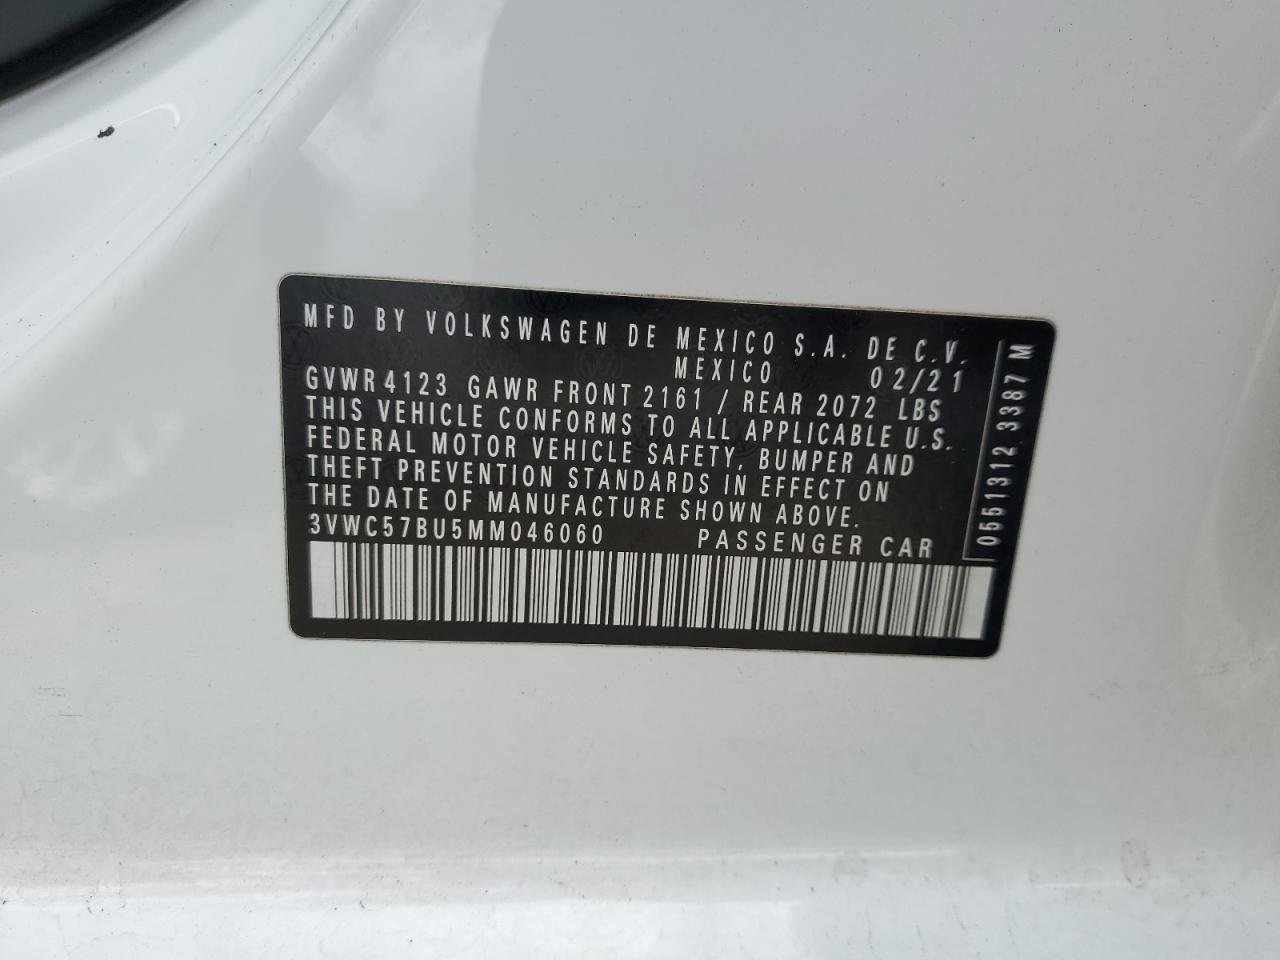 MFD BY VOLKSWAGEN DE MEXICO S.A. DE C.V.
MEXICO 02/21
GVWR 4123 GAWR FRONT 2161 / REAR 2072 LBS
THIS VEHICLE CONFORMS TO ALL APPLICABLE U.S.
FEDERAL MOTOR VEHICLE SAFETY, BUMPER AND
THEFT PREVENTION STANDARDS IN EFFECT ON
THE DATE OF MANUFACTURE SHOWN ABOVE.
3VWC57BU5MM046060 PASSENGER CAR
0551312 3387 M